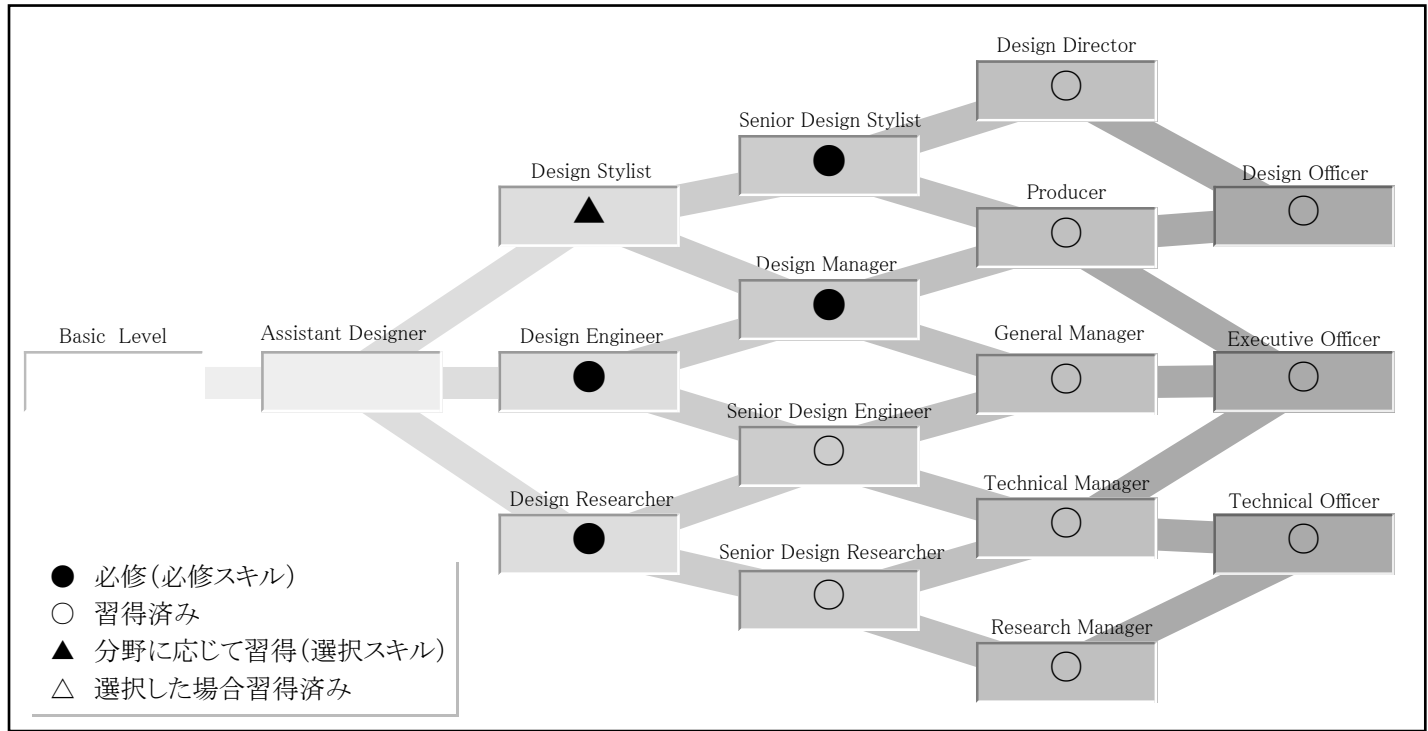 Design Director
Senior Design Stylist
Design Stylist
Design Officer
Producer
Design Manager
Basic Level
Assistant Designer
Design Engineer
General Manager
Executive Officer
Senior Design Engineer
Design Researcher
Technical Manager
Technical Officer
Senior Design Researcher
Research Manager
● 必修(必修スキル)
○ 習得済み
▲ 分野に応じて習得(選択スキル)
△ 選択した場合習得済み